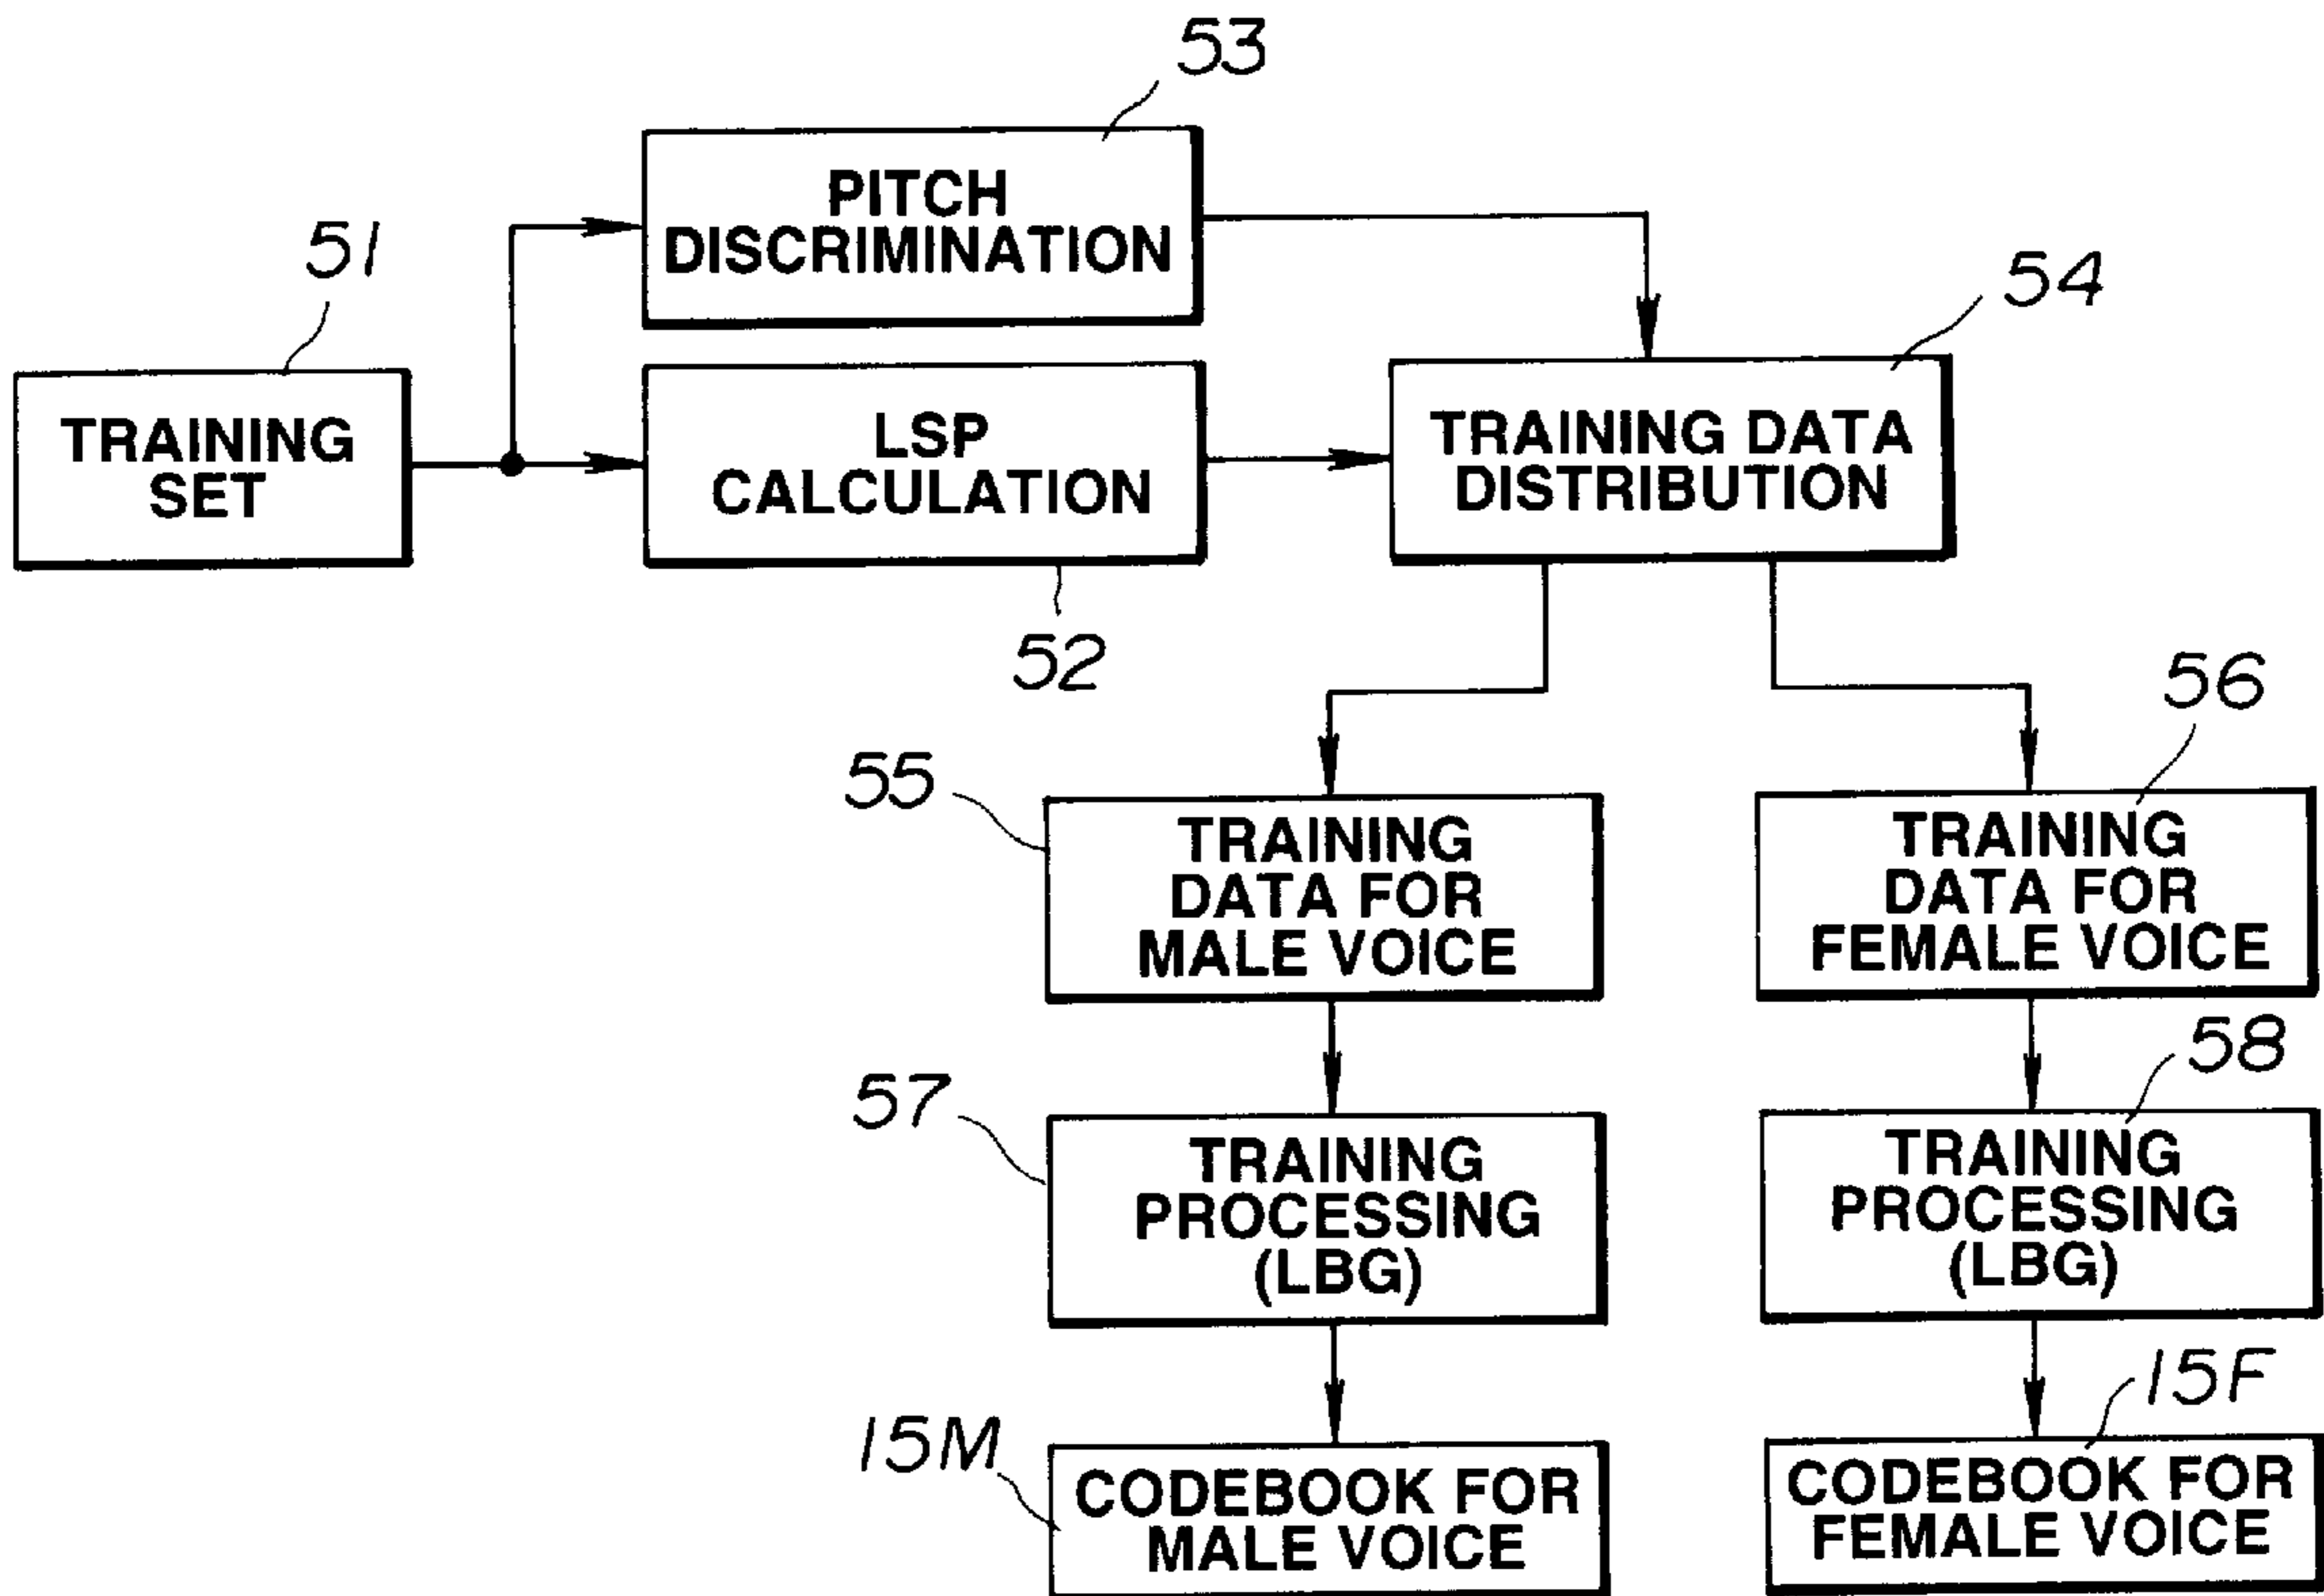 53
PITCH
DISCRIMINATION
51
54
TRAINING
SET
LSP
CALCULATION
TRAINING DATA
DISTRIBUTION
52
56
55
TRAINING
DATA FOR
MALE VOICE
TRAINING
DATA FOR
FEMALE VOICE
58
57
TRAINING
PROCESSING
(LBG)
TRAINING
PROCESSING
(LBG)
15F
15M
CODEBOOK FOR
MALE VOICE
CODEBOOK FOR
FEMALE VOICE